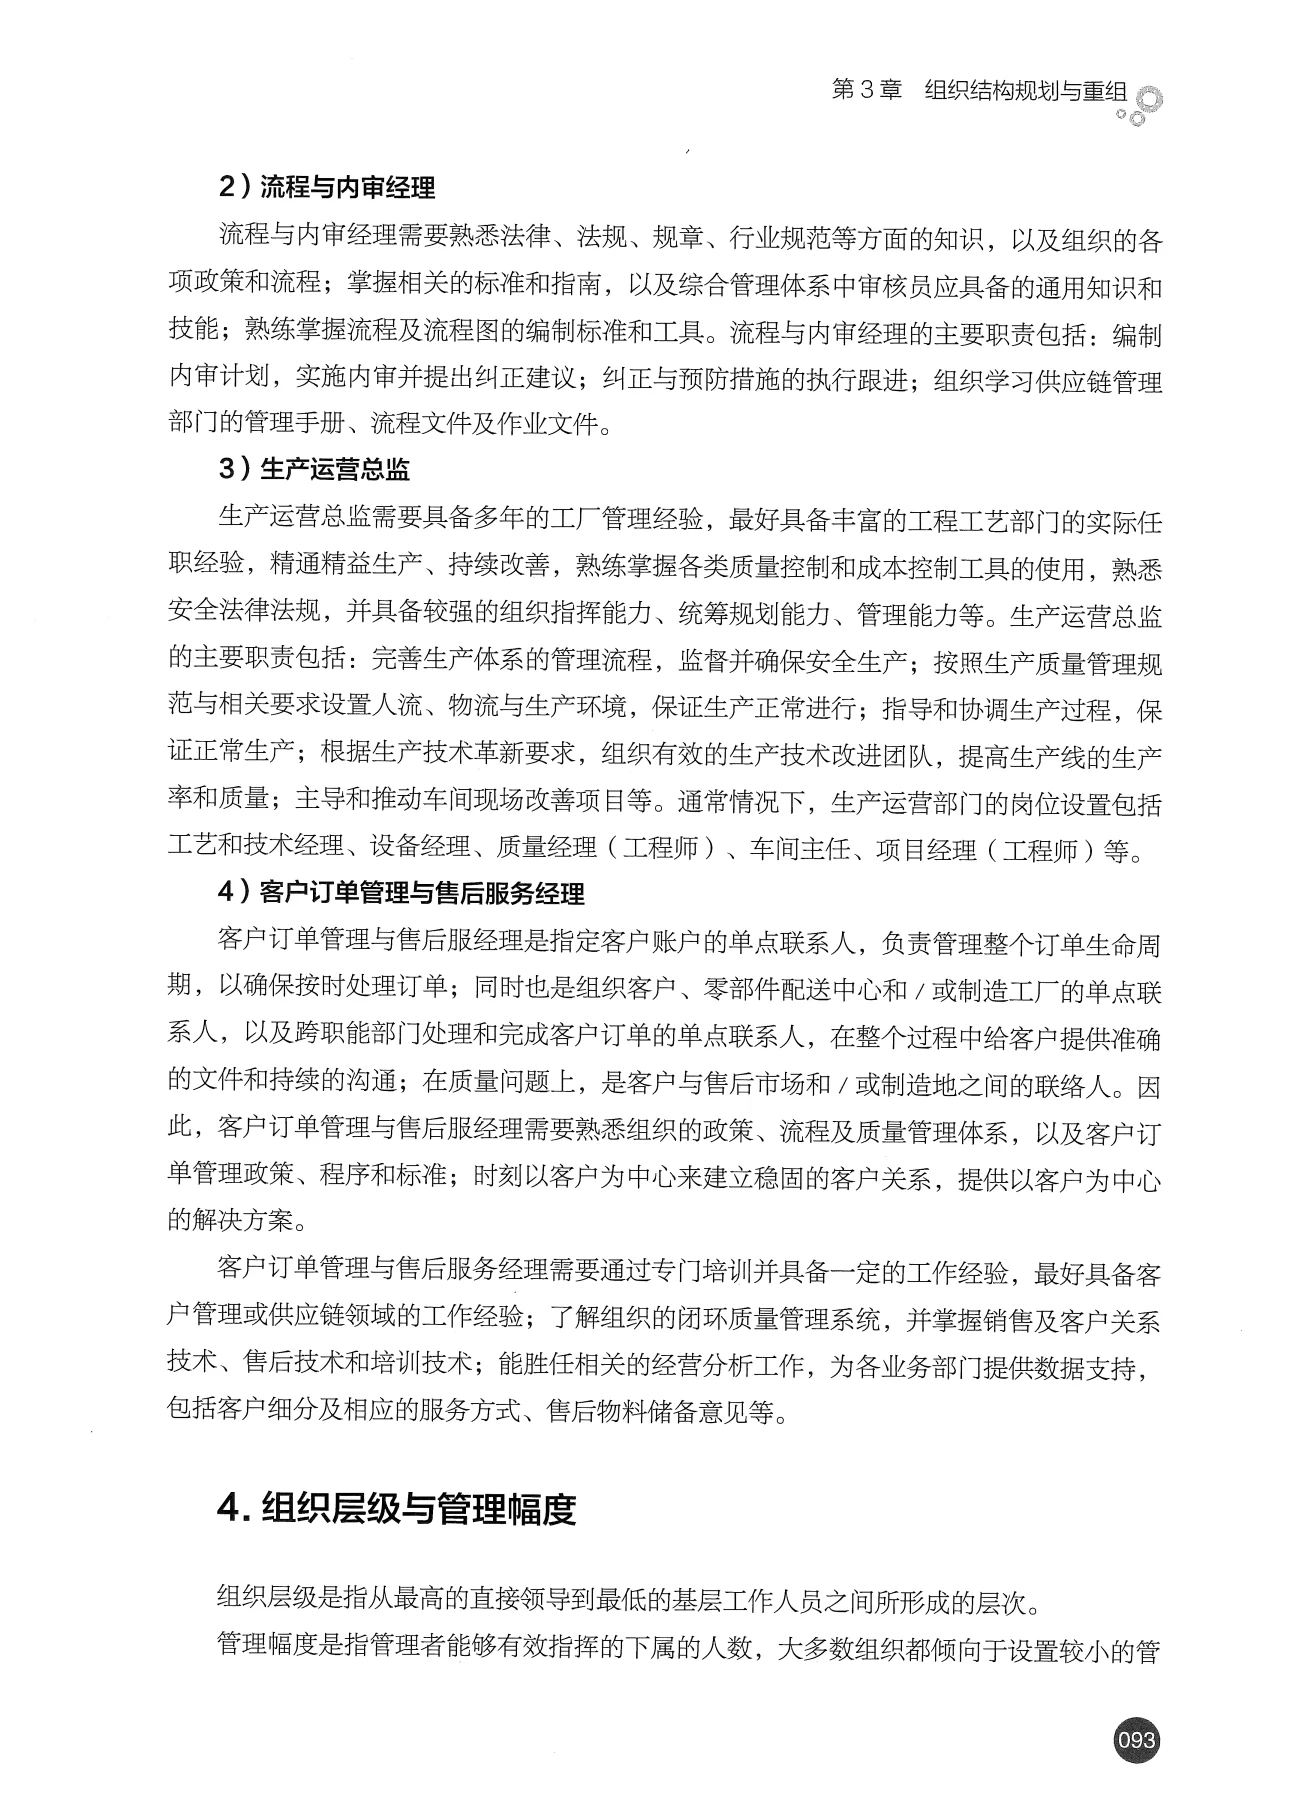 第3章 组织结构规划与重组
2）流程与内审经理
流程与内审经理需要熟悉法律、法规、规章、行业规范等方面的知识，以及组织的各
项政策和流程；掌握相关的标准和指南，以及综合管理体系中审核员应具备的通用知识和
技能；熟练掌握流程及流程图的编制标准和工具。流程与内审经理的主要职责包括：编制
内审计划，实施内审并提出纠正建议；纠正与预防措施的执行跟进；组织学习供应链管理
部门的管理手册、流程文件及作业文件。
3）生产运营总监
生产运营总监需要具备多年的工厂管理经验，最好具备丰富的工程工艺部门的实际任
职经验，精通精益生产、持续改善，熟练掌握各类质量控制和成本控制工具的使用，熟悉
安全法律法规，并具备较强的组织指挥能力、统筹规划能力、管理能力等。生产运营总监
的主要职责包括：完善生产体系的管理流程，监督并确保安全生产；按照生产质量管理规
范与相关要求设置人流、物流与生产环境，保证生产正常进行；指导和协调生产过程，保
证正常生产；根据生产技术革新要求，组织有效的生产技术改进团队，提高生产线的生产
率和质量；主导和推动车间现场改善项目等。通常情况下，生产运营部门的岗位设置包括
工艺和技术经理、设备经理、质量经理（工程师）、车间主任、项目经理（工程师）等。
4）客户订单管理与售后服务经理
客户订单管理与售后服经理是指定客户账户的单点联系人，负责管理整个订单生命周
期，以确保按时处理订单；同时也是组织客户、零部件配送中心和 / 或制造工厂的单点联
系人，以及跨职能部门处理和完成客户订单的单点联系人，在整个过程中给客户提供准确
的文件和持续的沟通；在质量问题上，是客户与售后市场和 / 或制造地之间的联络人。因
此，客户订单管理与售后服经理需要熟悉组织的政策、流程及质量管理体系，以及客户订
单管理政策、程序和标准；时刻以客户为中心来建立稳固的客户关系，提供以客户为中心
的解决方案。
客户订单管理与售后服务经理需要通过专门培训并具备一定的工作经验，最好具备客
户管理或供应链领域的工作经验；了解组织的闭环质量管理系统，并掌握销售及客户关系
技术、售后技术和培训技术；能胜任相关的经营分析工作，为各业务部门提供数据支持，
包括客户细分及相应的服务方式、售后物料储备意见等。
4. 组织层级与管理幅度
组织层级是指从最高的直接领导到最低的基层工作人员之间所形成的层次。
管理幅度是指管理者能够有效指挥的下属的人数，大多数组织都倾向于设置较小的管
093